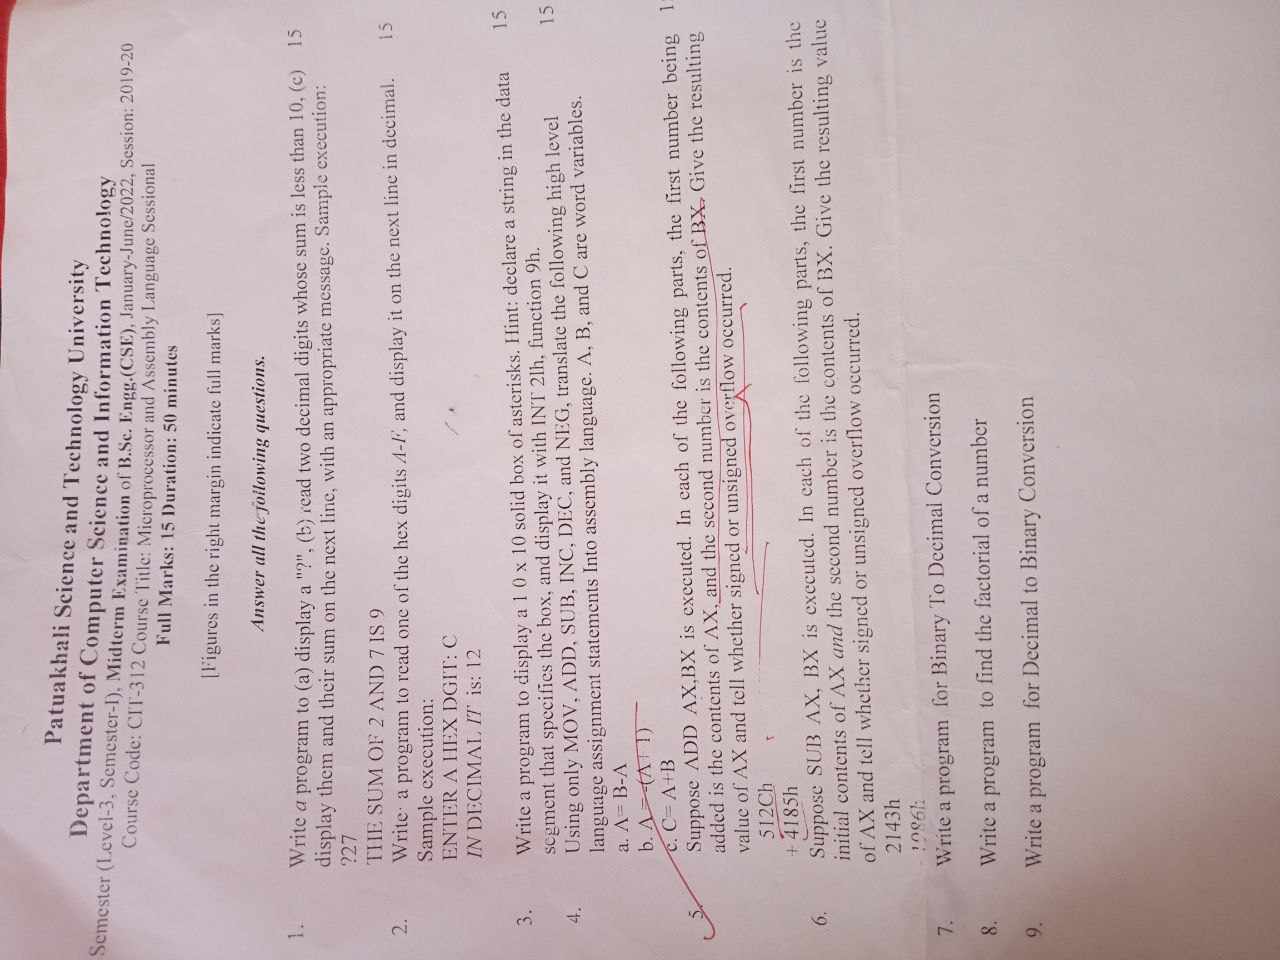 Patuakhali Science and Technology University
Department of Computer Science and Information Technology
Semester (Level-3, Semester-I), Midterm Examination of B.Sc. Engg.(CSE), January-June/2022, Session: 2019-20
Course Code: CIT-312 Course Title: Microprocessor and Assembly Language Sessional
Full Marks: 15 Duration: 50 minutes
[Figures in the right margin indicate full marks]
Answer all the following questions.
1. Write a program to (a) display a "?", (b) read two decimal digits whose sum is less than 10, (c) 15
display them and their sum on the next line, with an appropriate message. Sample execution:
?27
THE SUM OF 2 AND 7 IS 9
2. Write· a program to read one of the hex digits A-F, and display it on the next line in decimal. 15
Sample execution:
ENTER A HEX DGIT: C
IN DECIMAL IT is: 12
3. Write a program to display a 1 0 x 10 solid box of asterisks. Hint: declare a string in the data 15
segment that specifies the box, and display it with INT 2lh, function 9h.
4. Using only MOV, ADD, SUB, INC, DEC, and NEG, translate the following high level 15
language assignment statements Into assembly language. A, B, and C are word variables.
a. A= B-A
b. A = -(A+ 1)
c. C= A+B
5. Suppose ADD AX,BX is executed. In each of the following parts, the first number being
added is the contents of AX, and the second number is the contents of BX. Give the resulting
value of AX and tell whether signed or unsigned overflow occurred.
512Ch
+ 4185h
6. Suppose SUB AX, BX is executed. In each of the following parts, the first number is the
initial contents of AX and the second number is the contents of BX. Give the resulting value
of AX and tell whether signed or unsigned overflow occurred.
2143h
- 1986h
7. Write a program for Binary To Decimal Conversion
8. Write a program to find the factorial of a number
9. Write a program for Decimal to Binary Conversion